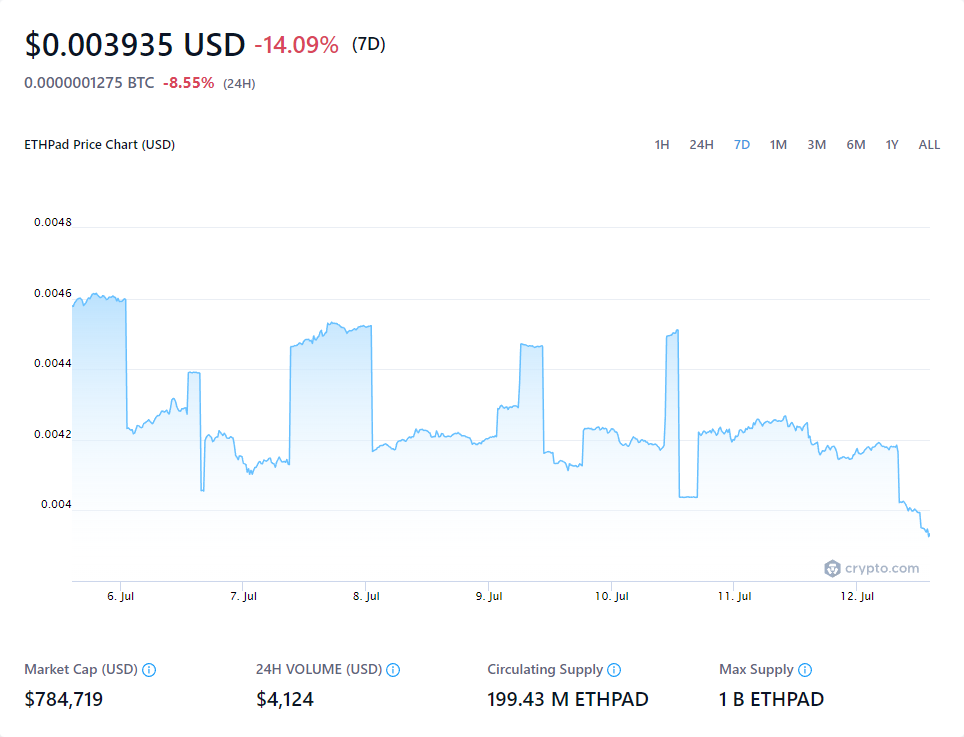 $0.003935 USD -14.09% (7D)
0.0000001275 BTC -8.55% (24H)
ETHPad Price Chart (USD) 1H 24H 7D 1M 3M 6M 1Y ALL
0.0048
0.0046
0.0044
0.0042
0.004
crypto.com
6. Jul 7. Jul 8. Jul 9. Jul 10. Jul 11. Jul 12. Jul
Market Cap (USD) 24H VOLUME (USD) Circulating Supply Max Supply
$784,719 $4,124 199.43 M ETHPAD 1 B ETHPAD